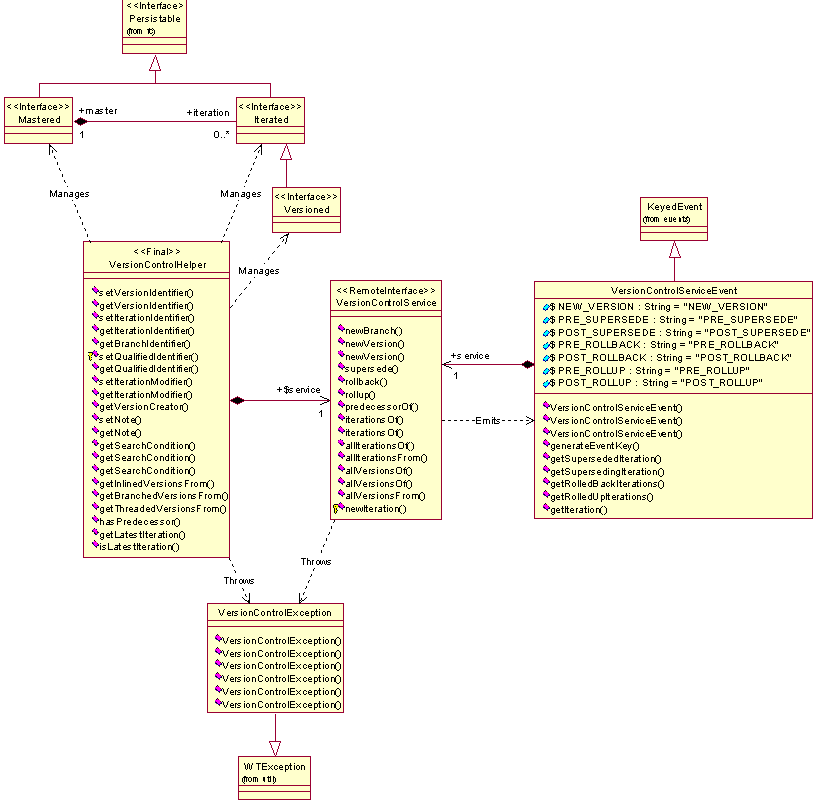 <<Interface>>
Persistable
(from fc)
<<Interface>>
Mastered
+master
1
+iteration
0..*
<<Interface>>
Iterated
Manages
Manages
<<Interface>>
Versioned
Manages
<<Final>>
VersionControlHelper
setVersionIdentifier()
getVersionIdentifier()
setIterationIdentifier()
getIterationIdentifier()
getBranchIdentifier()
setQualifiedIdentifier()
getQualifiedIdentifier()
setIterationModifier()
getIterationModifier()
getVersionCreator()
setNote()
getNote()
getSearchCondition()
getSearchCondition()
getSearchCondition()
getInlinedVersionsFrom()
getBranchedVersionsFrom()
getThreadedVersionsFrom()
hasPredecessor()
getLatestIteration()
isLatestIteration()
+$service
1
<<RemoteInterface>>
VersionControlService
newBranch()
newVersion()
newVersion()
supersede()
rollback()
rollup()
predecessorOf()
iterationsOf()
iterationsOf()
allIterationsOf()
allIterationsFrom()
allVersionsOf()
allVersionsOf()
allVersionsFrom()
newIteration()
+service
1
Emits
KeyedEvent
(from events)
VersionControlServiceEvent
$ NEW_VERSION : String = "NEW_VERSION"
$ PRE_SUPERSEDE : String = "PRE_SUPERSEDE"
$ POST_SUPERSEDE : String = "POST_SUPERSEDE"
$ PRE_ROLLBACK : String = "PRE_ROLLBACK"
$ POST_ROLLBACK : String = "POST_ROLLBACK"
$ PRE_ROLLUP : String = "PRE_ROLLUP"
$ POST_ROLLUP : String = "POST_ROLLUP"
VersionControlServiceEvent()
VersionControlServiceEvent()
VersionControlServiceEvent()
generateEventKey()
getSupersededIteration()
getSupersedingIteration()
getRolledBackIterations()
getRolledUpIterations()
getIteration()
Throws
Throws
VersionControlException
VersionControlException()
VersionControlException()
VersionControlException()
VersionControlException()
VersionControlException()
VersionControlException()
WTException
(from util)